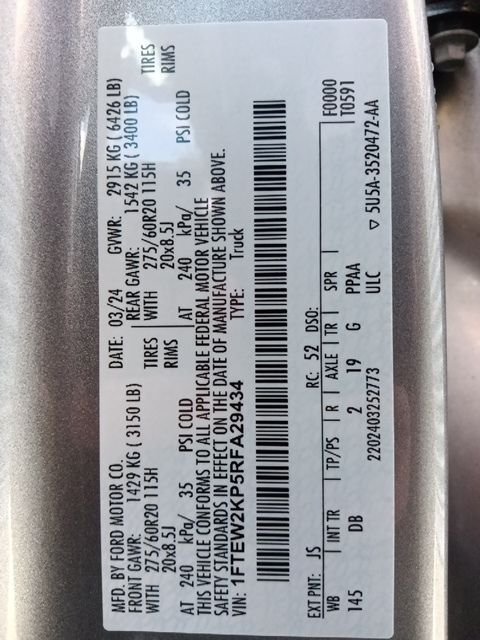 MFD. BY FORD MOTOR CO.
DATE: 03/24 GVWR: 2915 KG ( 6426 LB)
FRONT GAWR: 1429 KG ( 3150 LB) REAR GAWR: 1542 KG ( 3400 LB)
WITH 275/60R20 115H TIRES WITH 275/60R20 115H TIRES
20x8.5J RIMS 20x8.5J RIMS
AT 240 kPa/ 35 PSI COLD AT 240 kPa/ 35 PSI COLD
THIS VEHICLE CONFORMS TO ALL APPLICABLE FEDERAL MOTOR VEHICLE
SAFETY STANDARDS IN EFFECT ON THE DATE OF MANUFACTURE SHOWN ABOVE.
VIN: 1FTEW2KP5RFA29434 TYPE: Truck
F0000
T0591
EXT PNT: JS RC: 52 DSO:
WB INT TR TP/PS R AXLE TR SPR
145 DB 2 19 G PPAA
2202403252773 ULC
▽ 5U5A-3520472-AA